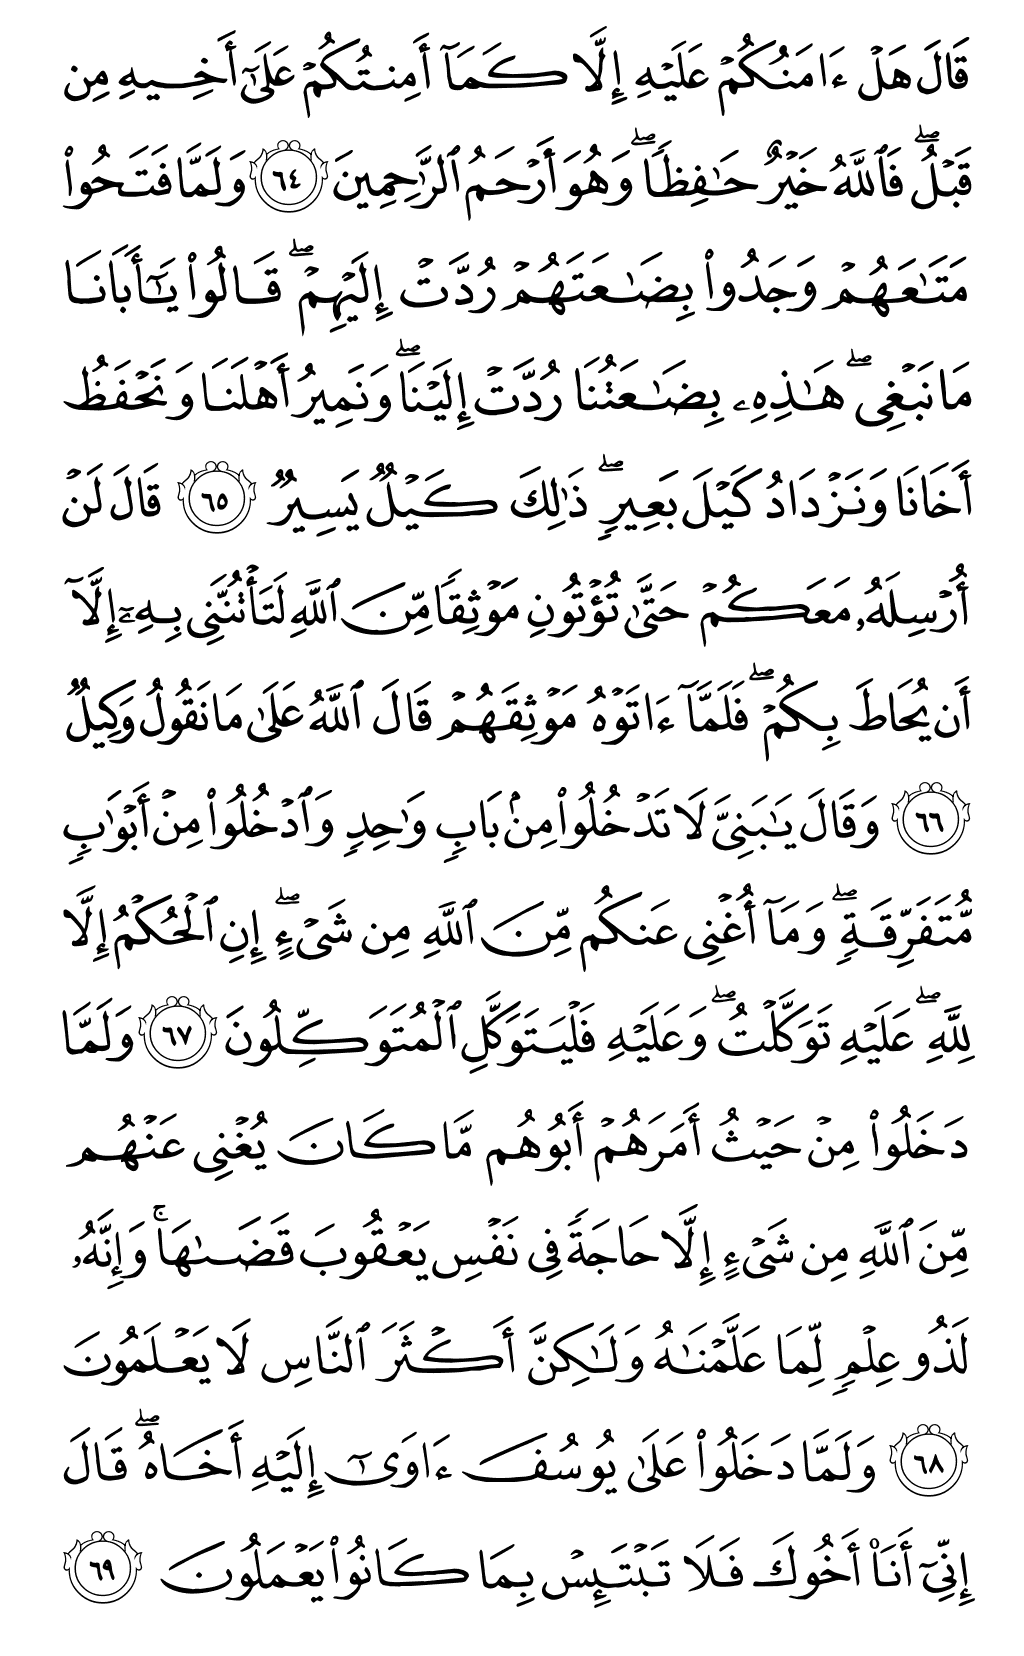 قَالَ هَلۡ ءَامَنُكُمۡ عَلَيۡهِ إِلَّا كَمَآ أَمِنتُكُمۡ عَلَىٰٓ أَخِيهِ مِن
قَبۡلُۖ فَٱللَّهُ خَيۡرٌ حَٰفِظٗاۖ وَهُوَ أَرۡحَمُ ٱلرَّٰحِمِينَ ٦٤ وَلَمَّا فَتَحُواْ
مَتَٰعَهُمۡ وَجَدُواْ بِضَٰعَتَهُمۡ رُدَّتۡ إِلَيۡهِمۡۖ قَالُواْ يَٰٓأَبَانَا
مَا نَبۡغِيۖ هَٰذِهِۦ بِضَٰعَتُنَا رُدَّتۡ إِلَيۡنَاۖ وَنَمِيرُ أَهۡلَنَا وَنَحۡفَظُ
أَخَانَا وَنَزۡدَادُ كَيۡلَ بَعِيرٖۖ ذَٰلِكَ كَيۡلٞ يَسِيرٞ ٦٥ قَالَ لَنۡ
أُرۡسِلَهُۥ مَعَكُمۡ حَتَّىٰ تُؤۡتُونِ مَوۡثِقٗا مِّنَ ٱللَّهِ لَتَأۡتُنَّنِي بِهِۦٓ إِلَّآ
أَن يُحَاطَ بِكُمۡۖ فَلَمَّآ ءَاتَوۡهُ مَوۡثِقَهُمۡ قَالَ ٱللَّهُ عَلَىٰ مَا نَقُولُ وَكِيلٞ
٦٦ وَقَالَ يَٰبَنِيَّ لَا تَدۡخُلُواْ مِنۢ بَابٖ وَٰحِدٖ وَٱدۡخُلُواْ مِنۡ أَبۡوَٰبٖ
مُّتَفَرِّقَةٖۖ وَمَآ أُغۡنِي عَنكُم مِّنَ ٱللَّهِ مِن شَيۡءٍۖ إِنِ ٱلۡحُكۡمُ إِلَّا
لِلَّهِۖ عَلَيۡهِ تَوَكَّلۡتُۖ وَعَلَيۡهِ فَلۡيَتَوَكَّلِ ٱلۡمُتَوَكِّلُونَ ٦٧ وَلَمَّا
دَخَلُواْ مِنۡ حَيۡثُ أَمَرَهُمۡ أَبُوهُم مَّا كَانَ يُغۡنِي عَنۡهُم
مِّنَ ٱللَّهِ مِن شَيۡءٍ إِلَّا حَاجَةٗ فِي نَفۡسِ يَعۡقُوبَ قَضَىٰهَاۚ وَإِنَّهُۥ
لَذُو عِلۡمٖ لِّمَا عَلَّمۡنَٰهُ وَلَٰكِنَّ أَكۡثَرَ ٱلنَّاسِ لَا يَعۡلَمُونَ
٦٨ وَلَمَّا دَخَلُواْ عَلَىٰ يُوسُفَ ءَاوَىٰٓ إِلَيۡهِ أَخَاهُۖ قَالَ
إِنِّيٓ أَنَا۠ أَخُوكَ فَلَا تَبۡتَئِسۡ بِمَا كَانُواْ يَعۡمَلُونَ ٦٩